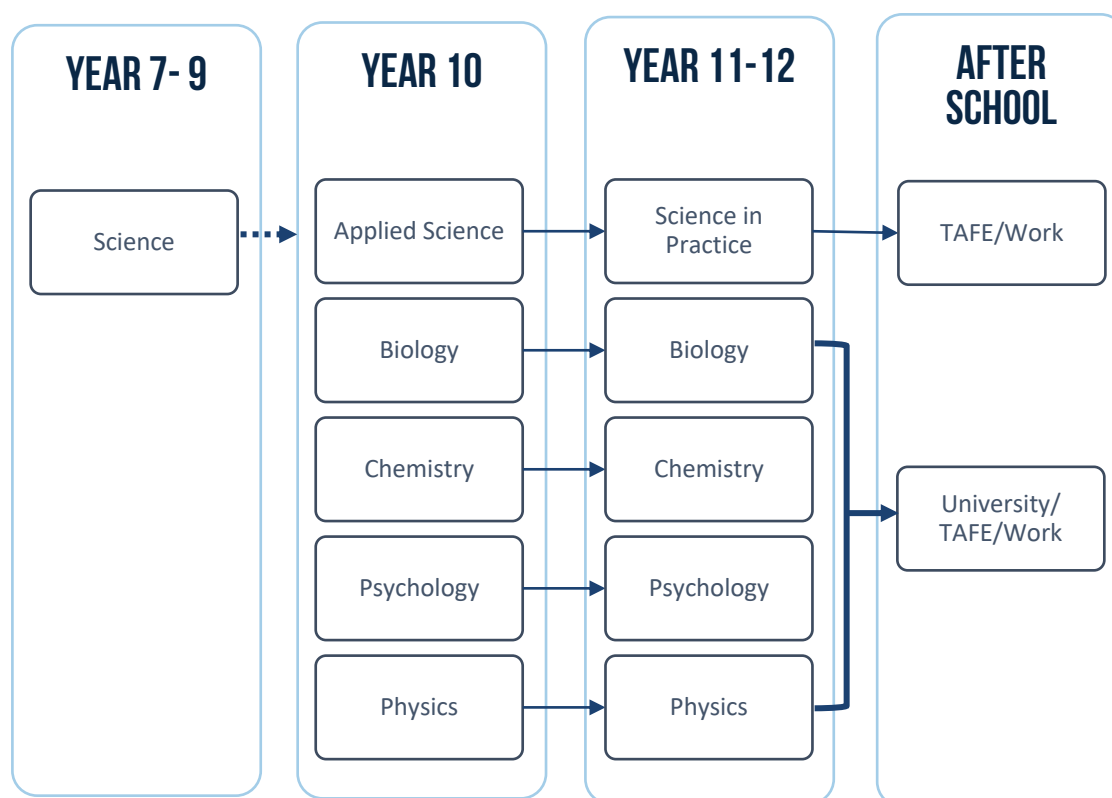 YEAR 7- 9
YEAR 10
YEAR 11-12
AFTER
SCHOOL
Science
Applied Science
Science in
Practice
TAFE/Work
Biology
Biology
Chemistry
Chemistry
University/
TAFE/Work
Psychology
Psychology
Physics
Physics